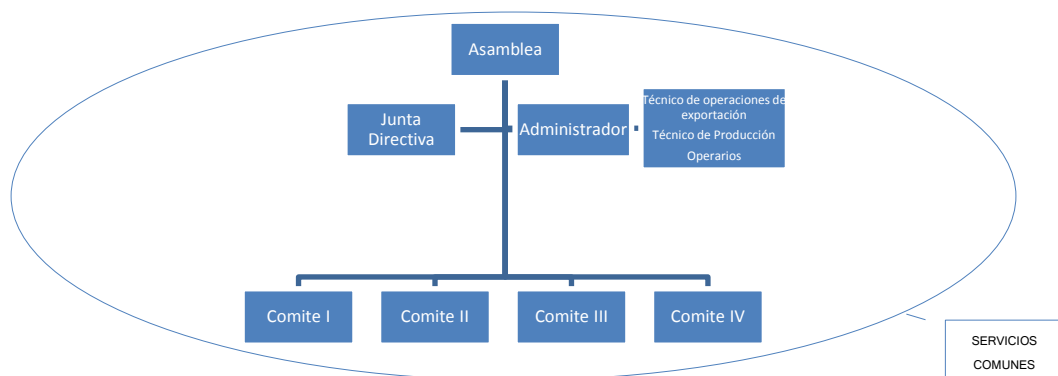 Asamblea
Junta
Directiva
Administrador
Técnico de operaciones de
exportación
Técnico de Producción
Operarios
Comite I
Comite II
Comite III
Comite IV
SERVICIOS
COMUNES